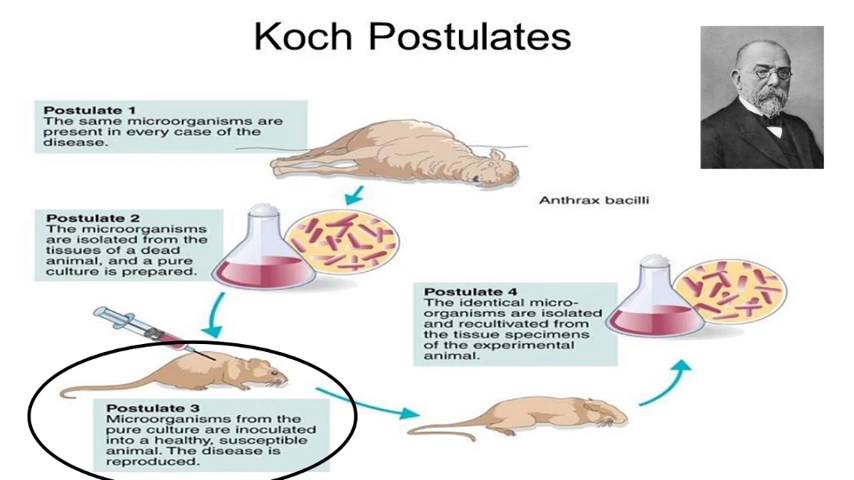 Koch Postulates
Postulate 1
The same microorganisms are
present in every case of the
disease.
Anthrax bacilli
Postulate 2
The microorganisms
are isolated from the
tissues of a dead
animal, and a pure
culture is prepared.
Postulate 4
The identical micro-
organisms are isolated
and recultivated from
the tissue specimens
of the experimental
animal.
Postulate 3
Microorganisms from the
pure culture are inoculated
into a healthy, susceptible
animal. The disease is
reproduced.